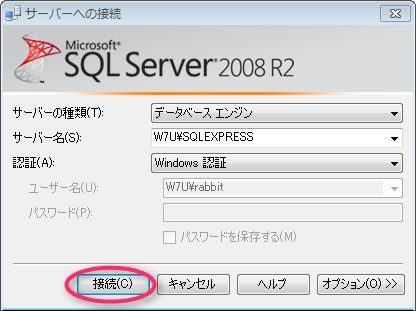 サーバーへの接続
Microsoft®
SQL Server® 2008 R2
サーバーの種類(T): データベース エンジン
サーバー名(S): W7U¥SQLEXPRESS
認証(A): Windows 認証
ユーザー名(U): W7U¥rabbit
パスワード(P):
パスワードを保存する(M)
接続(C) キャンセル ヘルプ オプション(O) >>